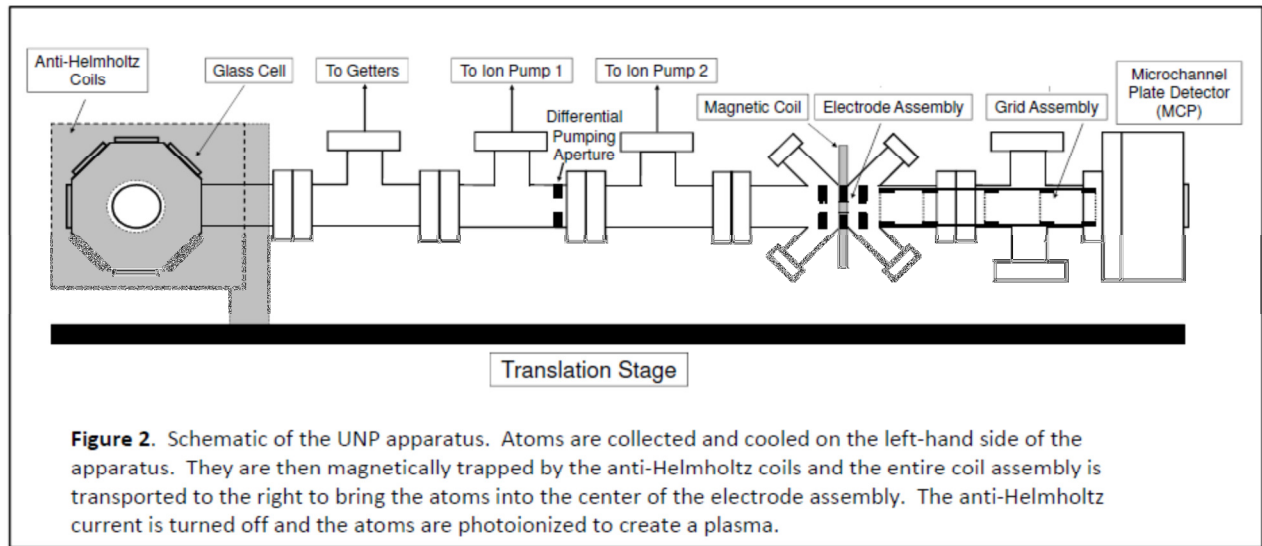 Anti-Helmholtz
Coils
Glass Cell
To Getters
To Ion Pump 1
To Ion Pump 2
Differential
Pumping
Aperture
Magnetic Coil
Electrode Assembly
Grid Assembly
Microchannel
Plate Detector
(MCP)
Translation Stage
Figure 2. Schematic of the UNP apparatus. Atoms are collected and cooled on the left-hand side of the
apparatus. They are then magnetically trapped by the anti-Helmholtz coils and the entire coil assembly is
transported to the right to bring the atoms into the center of the electrode assembly. The anti-Helmholtz
current is turned off and the atoms are photoionized to create a plasma.